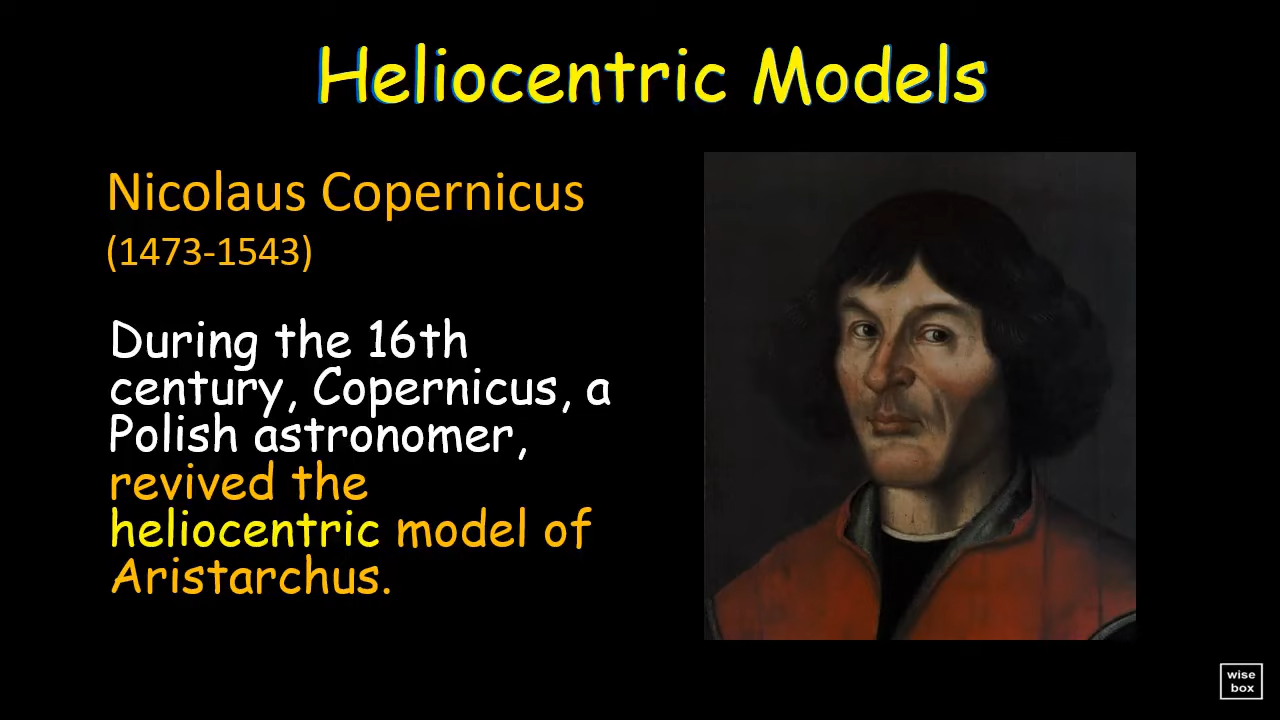 Heliocentric Models
Nicolaus Copernicus
(1473-1543)
During the 16th
century, Copernicus, a
Polish astronomer,
revived the
heliocentric model of
Aristarchus.
wise
box